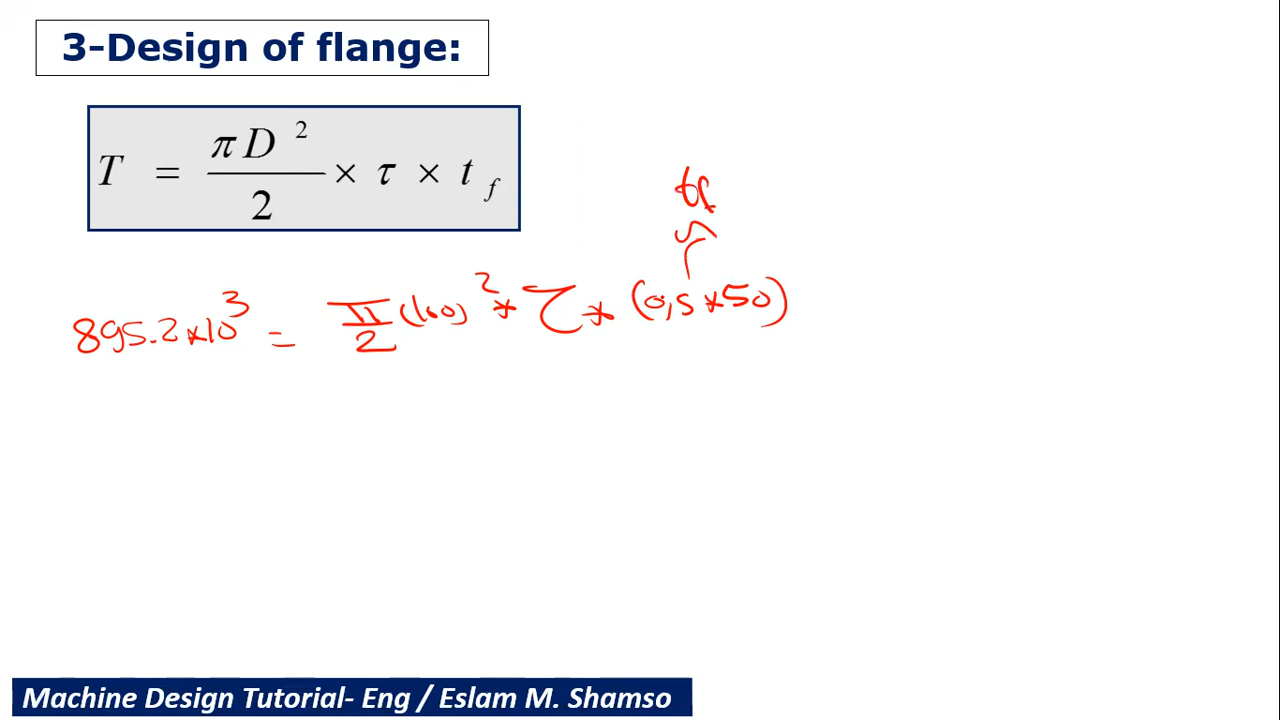 3-Design of flange:
T = πD²/2 × τ × t_f
tf
895.2*10³ = π/2 (100)² * τ * (0,5*50)
Machine Design Tutorial- Eng / Eslam M. Shamso